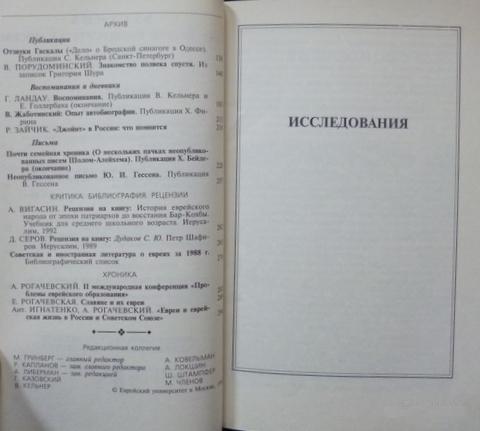 АРХИВ
Публикации
Отзвуки Гаскалы («Дело» о Бродской синагоге в Одессе).
Публикация С. Кельнера (Санкт-Петербург)
В. ПОРУДОМИНСКИЙ. Знакомство полвека спустя. Из
записок Григория Шура
Воспоминания и дневники
Г. ЛАНДАУ. Воспоминания. Публикация В. Кельнера и
Е. Голлербаха (окончание)
В. Жаботинский: Опыт автобиографии. Публикация Х. Фи-
рина
Р. ЗАЙЧИК. «Джойнт» в России: что помнится
Письма
Почти семейная хроника (О нескольких пачках неопублико-
ванных писем Шолом-Алейхема). Публикация Х. Бейде-
ра (окончание)
Неопубликованное письмо Ю. И. Гессена. Публикация
В. Гессена
КРИТИКА. БИБЛИОГРАФИЯ. РЕЦЕНЗИИ
А. ВИГАСИН. Рецензия на книгу: История еврейского
народа от эпохи патриархов до восстания Бар-Кохбы.
Учебник для среднего школьного возраста. Иеруса-
лим, 1992
Д. СЕРОВ. Рецензия на книгу: Дудаков С. Ю. Петр Шафи-
ров. Иерусалим, 1989
Советская и иностранная литература о евреях за 1988 г.
Библиографический список
ХРОНИКА
А. РОГАЧЕВСКИЙ. II международная конференция «Про-
блемы еврейского образования»
Е. РОГАЧЕВСКАЯ. Славяне и их евреи
Ант. ИГНАТЕНКО, А. РОГАЧЕВСКИЙ. «Евреи и еврей-
ская жизнь в России и Советском Союзе»
Редакционная коллегия
М. ГРИНБЕРГ — главный редактор
Р. КАПЛАНОВ — зам. главного редактора
А. ЛИБЕРМАН — зав. редакцией
Г. КАЗОВСКИЙ
В. КЕЛЬНЕР
А. КОВЕЛЬМАН
А. ЛОКШИН
Ш. ШТАМПФЕР
М. ЧЛЕНОВ
© Еврейский университет в Москве,
ИССЛЕДОВАНИЯ